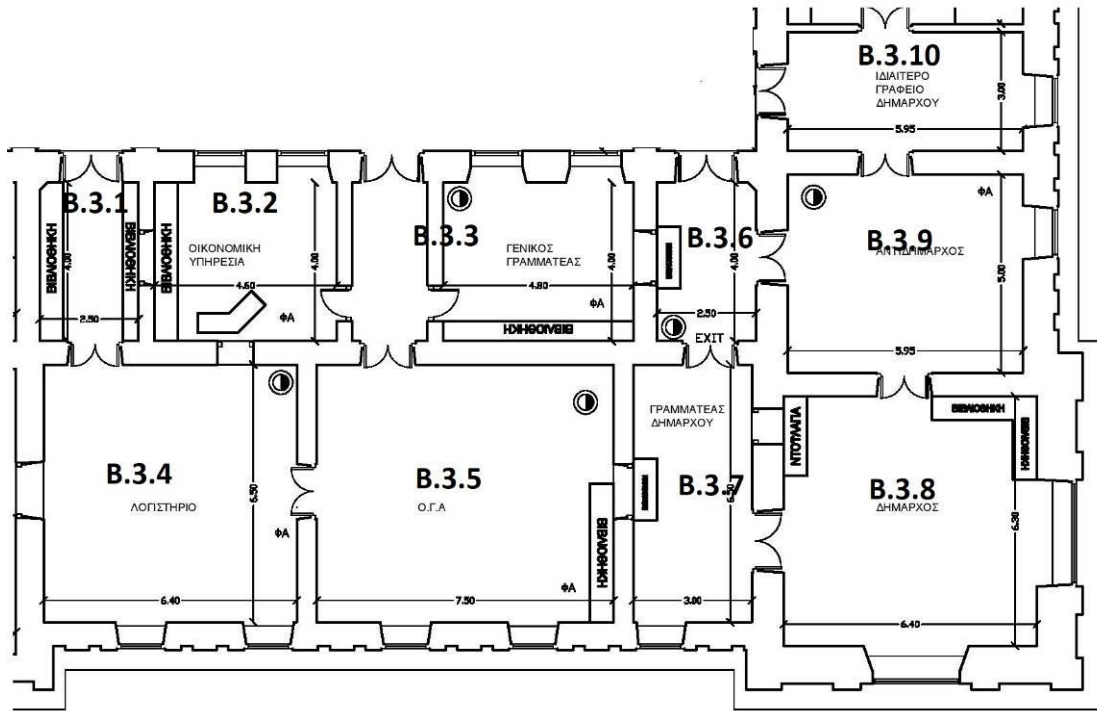 B.3.10
ΙΔΙΑΙΤΕΡΟ
ΓΡΑΦΕΙΟ
ΔΗΜΑΡΧΟΥ
3.00
5.95
B.3.1
ΒΙΒΛΙΟΘΗΚΗ
4.00
ΒΙΒΛΙΟΘΗΚΗ
2.50
B.3.2
ΒΙΒΛΙΟΘΗΚΗ
ΟΙΚΟΝΟΜΙΚΗ
ΥΠΗΡΕΣΙΑ
4.60
4.00
ΦΑ
B.3.3
ΓΕΝΙΚΟΣ
ΓΡΑΜΜΑΤΕΑΣ
4.80
4.00
ΦΑ
ΒΙΒΛΙΟΘΗΚΗ
B.3.6
ΒΙΒΛΙΟΘΗΚΗ
4.00
2.50
EXIT
ΦΑ
B.3.9
ΑΝΤΙΔΗΜΑΡΧΟΣ
5.00
5.95
B.3.4
ΛΟΓΙΣΤΗΡΙΟ
6.50
ΦΑ
6.40
B.3.5
Ο.Γ.Α
ΒΙΒΛΙΟΘΗΚΗ
ΦΑ
7.50
ΓΡΑΜΜΑΤΕΑΣ
ΔΗΜΑΡΧΟΥ
B.3.7
ΒΙΒΛΙΟΘΗΚΗ
3.00
ΝΤΟΥΛΑΠΙΑ
ΒΙΒΛΙΟΘΗΚΗ
ΒΙΒΛΙΟΘΗΚΗ
B.3.8
ΔΗΜΑΡΧΟΣ
6.30
6.40